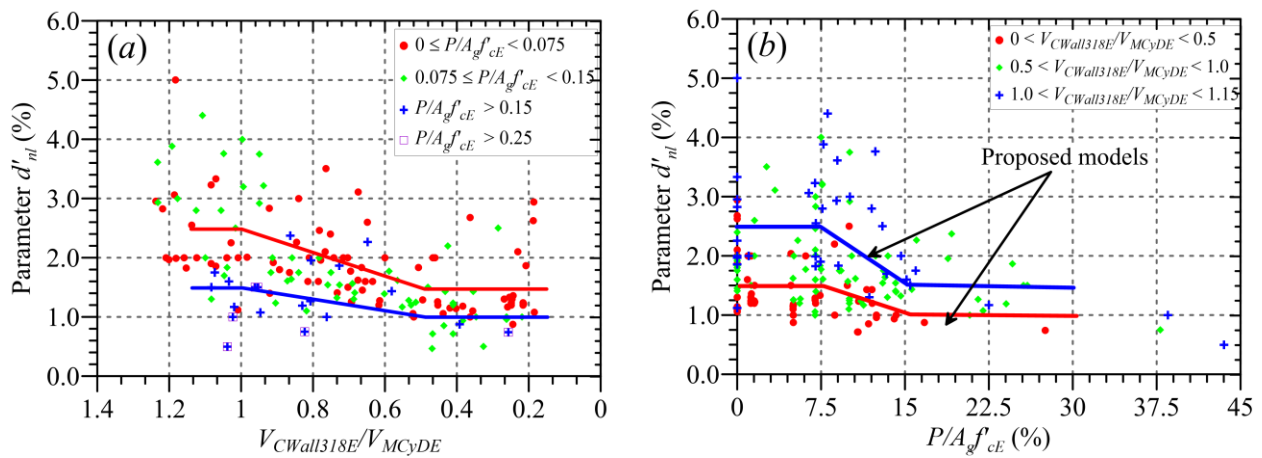 (a)
0 ≤ P/A_g f'_cE < 0.075
0.075 ≤ P/A_g f'_cE < 0.15
P/A_g f'_cE > 0.15
P/A_g f'_cE > 0.25
Parameter d'_nl (%)
6.0
5.0
4.0
3.0
2.0
1.0
0.0
1.4 1.2 1 0.8 0.6 0.4 0.2 0
V_CWall318E/V_MCyDE
(b)
0 < V_CWall318E/V_MCyDE < 0.5
0.5 < V_CWall318E/V_MCyDE < 1.0
1.0 < V_CWall318E/V_MCyDE < 1.15
Proposed models
Parameter d'_nl (%)
6.0
5.0
4.0
3.0
2.0
1.0
0.0
0 7.5 15 22.5 30 37.5 45
P/A_g f'_cE (%)